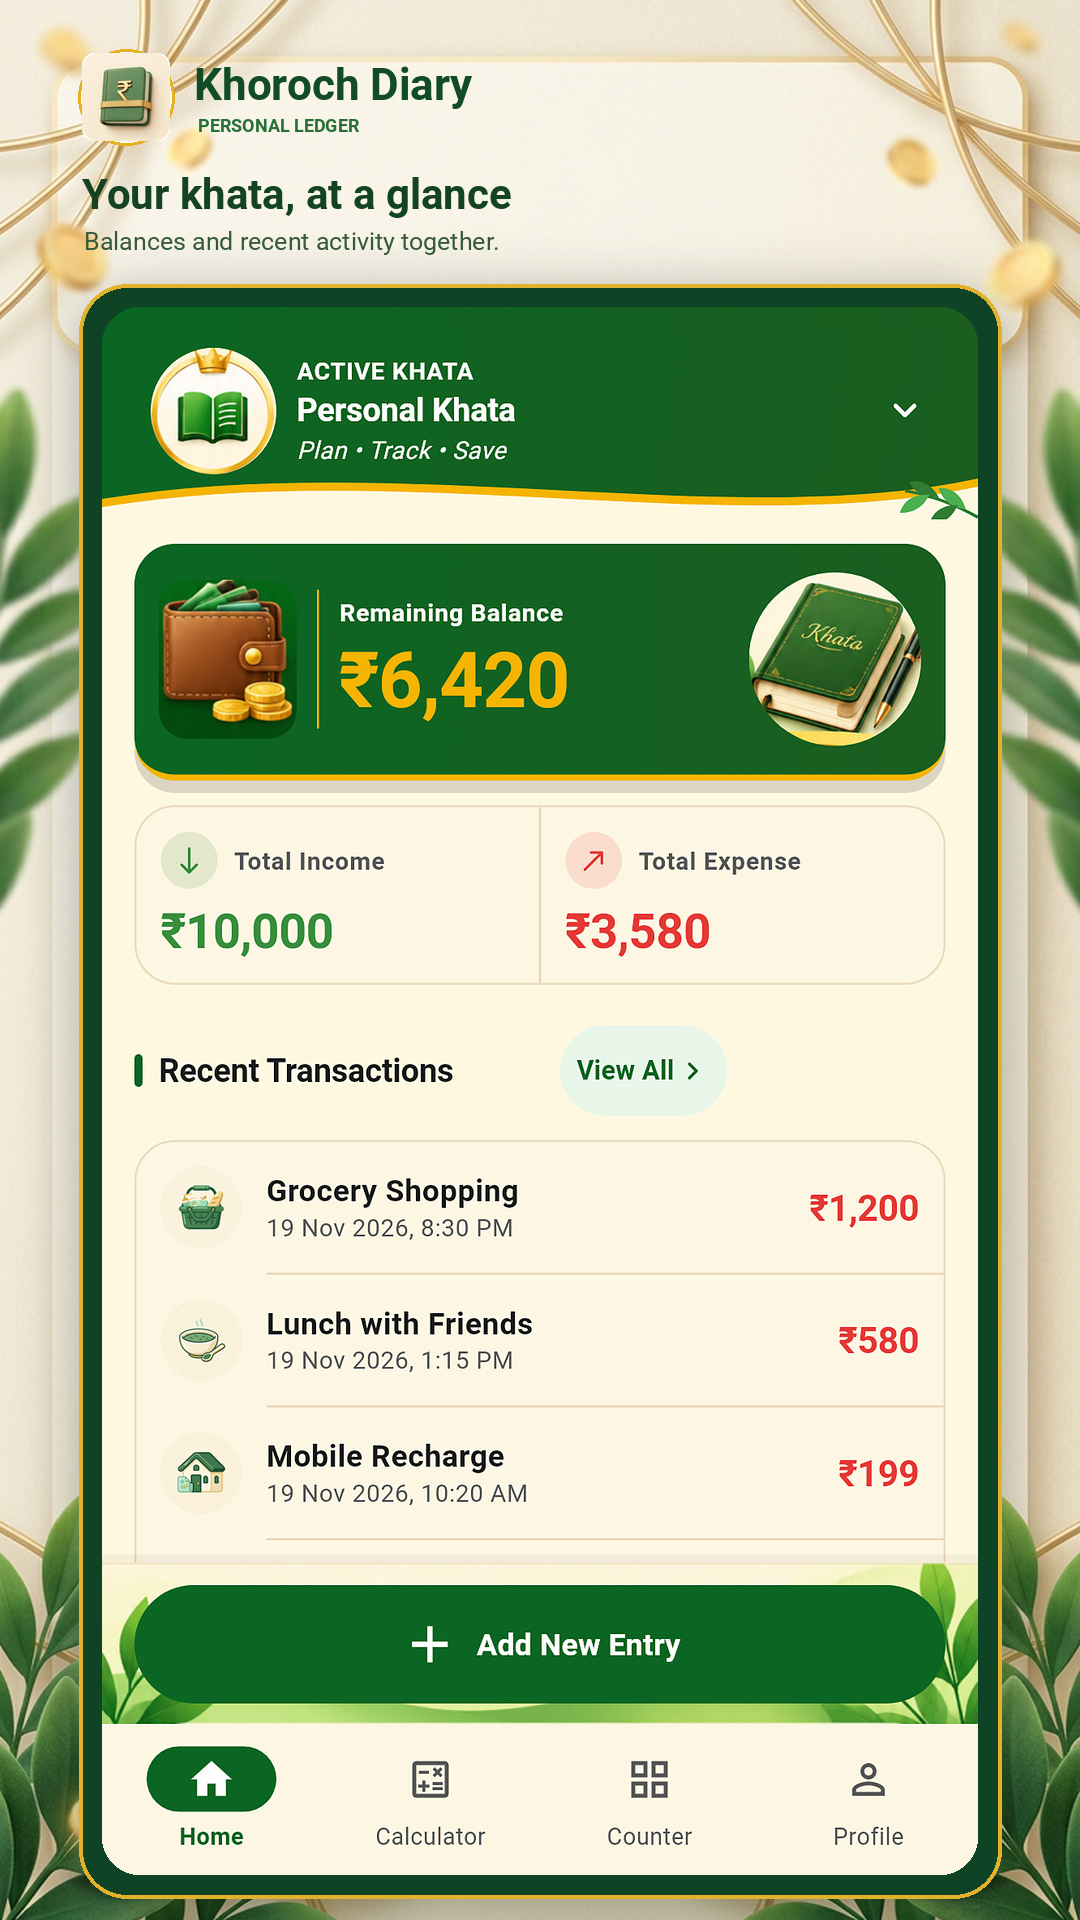 Khoroch Diary
PERSONAL LEDGER
Your khata, at a glance
Balances and recent activity together.
ACTIVE KHATA
Personal Khata
Plan • Track • Save
Remaining Balance
₹6,420
Khata
Total Income
₹10,000
Total Expense
₹3,580
Recent Transactions
View All
Grocery Shopping
19 Nov 2026, 8:30 PM
₹1,200
Lunch with Friends
19 Nov 2026, 1:15 PM
₹580
Mobile Recharge
19 Nov 2026, 10:20 AM
₹199
Add New Entry
Home
Calculator
Counter
Profile